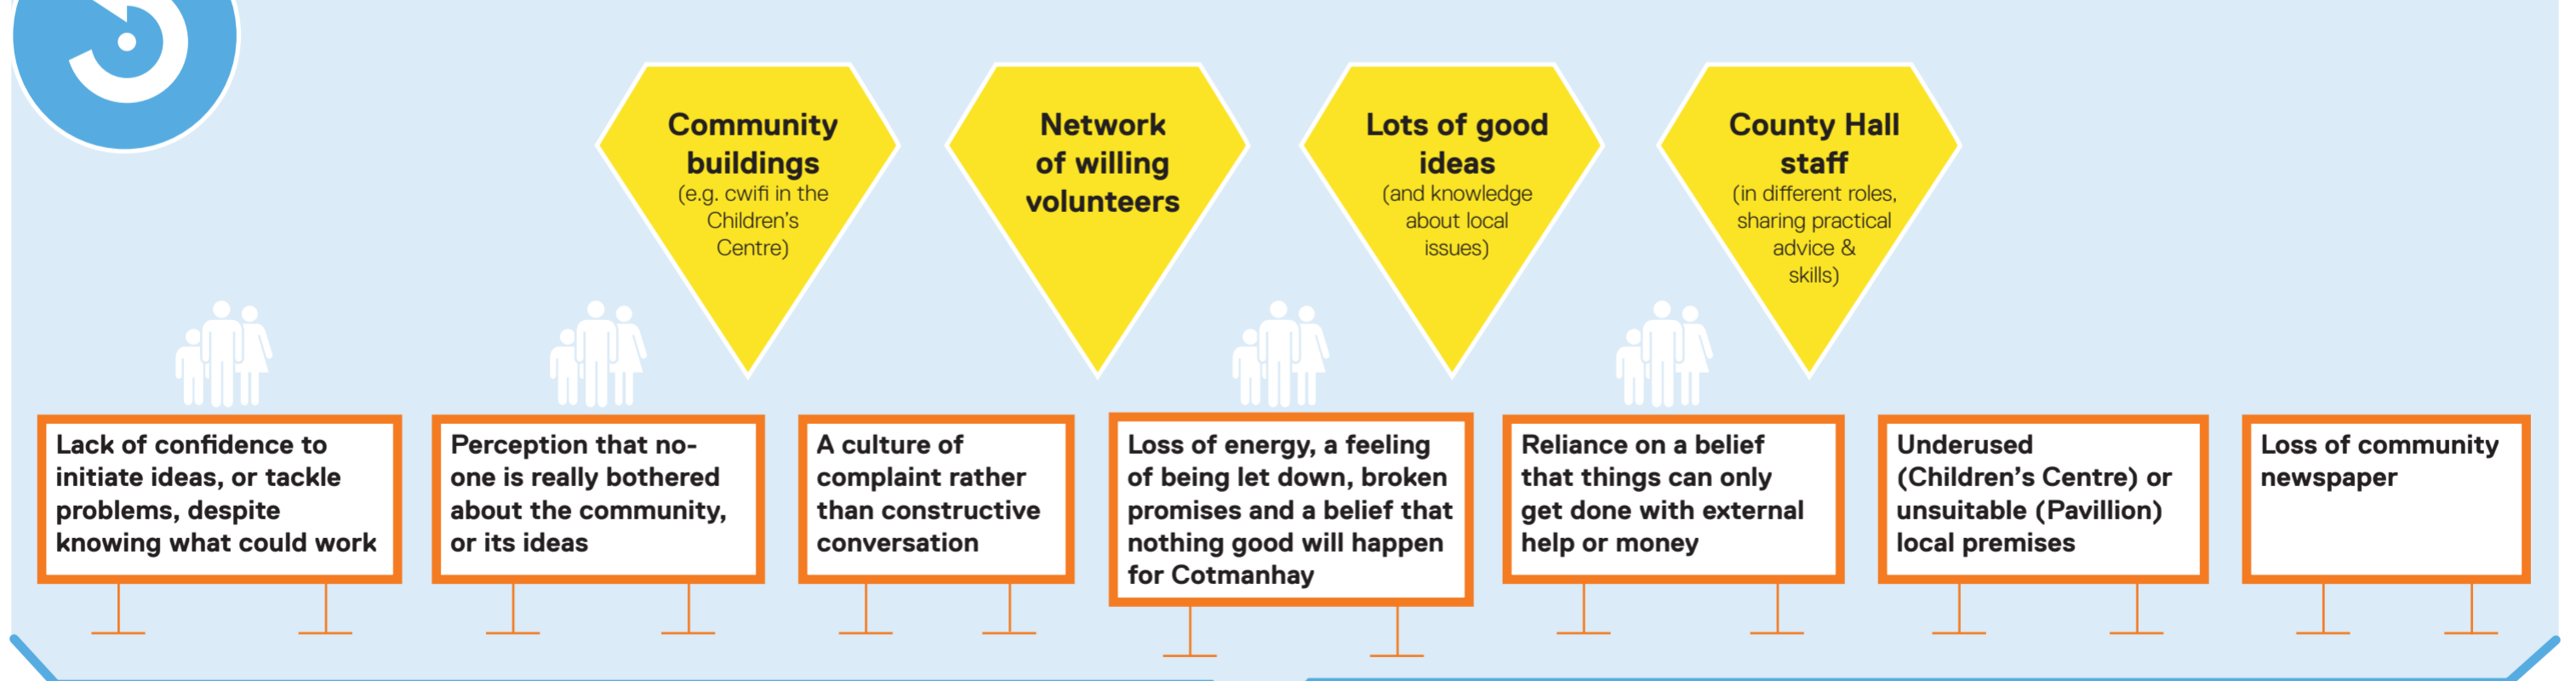 Community
buildings
(e.g. cwifi in the
Children's
Centre)
Network
of willing
volunteers
Lots of good
ideas
(and knowledge
about local
issues)
County Hall
staff
(in different roles,
sharing practical
advice &
skills)
Lack of confidence to
initiate ideas, or tackle
problems, despite
knowing what could work
Perception that no-
one is really bothered
about the community,
or its ideas
A culture of
complaint rather
than constructive
conversation
Loss of energy, a feeling
of being let down, broken
promises and a belief that
nothing good will happen
for Cotmanhay
Reliance on a belief
that things can only
get done with external
help or money
Underused
(Children's Centre) or
unsuitable (Pavillion)
local premises
Loss of community
newspaper